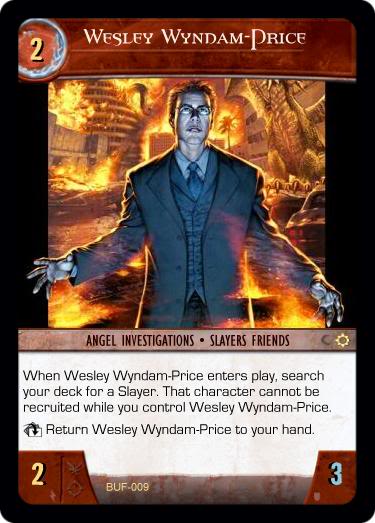 2
Wesley Wyndam-Price
ANGEL INVESTIGATIONS • SLAYERS FRIENDS
When Wesley Wyndam-Price enters play, search
your deck for a Slayer. That character cannot be
recruited while you control Wesley Wyndam-Price.
Return Wesley Wyndam-Price to your hand.
2
BUF-009
3